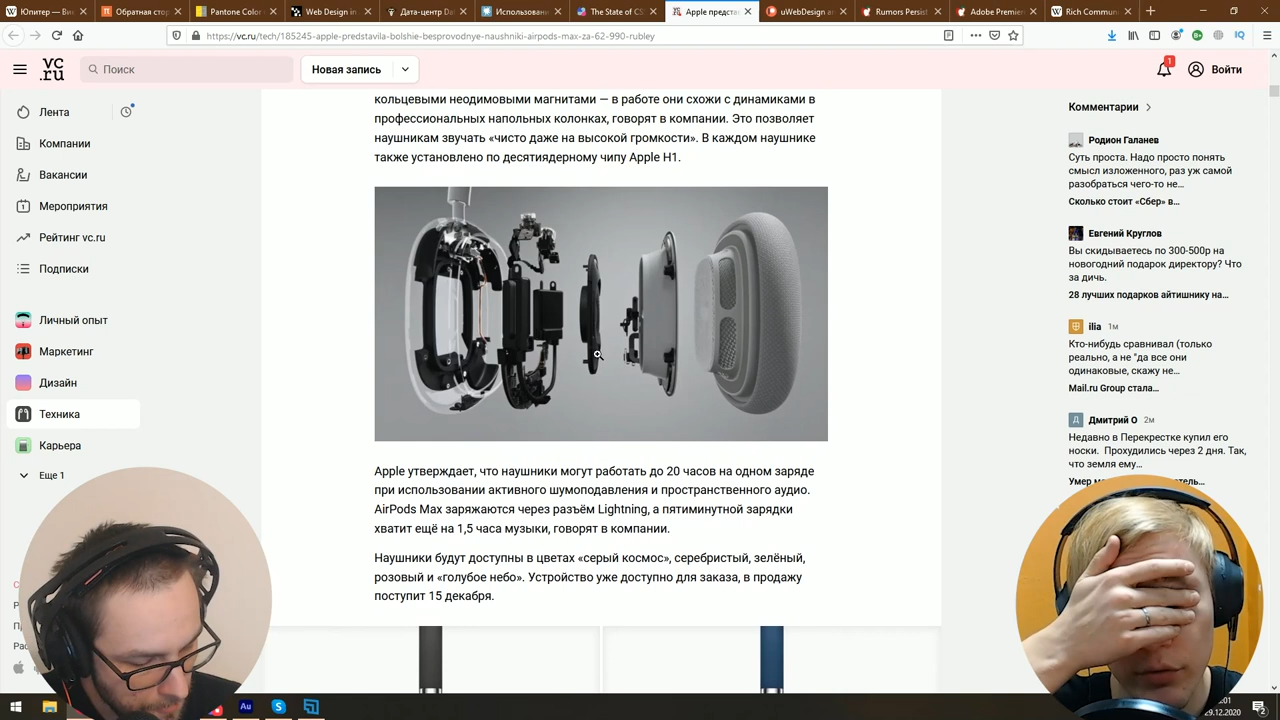 Юпитер — Вик
Обратная стор
Pantone Color
Web Design in
Дата-центр Da
Использовани
The State of CS
Apple предста
uWebDesign a
Rumors Persist
Adobe Premier
Rich Communi
https://vc.ru/tech/185245-apple-predstavila-bolshie-besprovodnye-naushniki-airpods-max-za-62-990-rubley
IQ
vc.
ru
Поиск
Новая запись
1
Войти
Лента
Компании
Вакансии
Мероприятия
Рейтинг vc.ru
Подписки
Личный опыт
Маркетинг
Дизайн
Техника
Карьера
Еще 1
кольцевыми неодимовыми магнитами — в работе они схожи с динамиками в
профессиональных напольных колонках, говорят в компании. Это позволяет
наушникам звучать «чисто даже на высокой громкости». В каждом наушнике
также установлено по десятиядерному чипу Apple H1.
Apple утверждает, что наушники могут работать до 20 часов на одном заряде
при использовании активного шумоподавления и пространственного аудио.
AirPods Max заряжаются через разъём Lightning, а пятиминутной зарядки
хватит ещё на 1,5 часа музыки, говорят в компании.
Наушники будут доступны в цветах «серый космос», серебристый, зелёный,
розовый и «голубое небо». Устройство уже доступно для заказа, в продажу
поступит 15 декабря.
Комментарии
Родион Галанев
Суть проста. Надо просто понять
смысл изложенного, раз уж самой
разобраться чего-то не…
Сколько стоит «Сбер» в…
Евгений Круглов
Вы скидываетесь по 300-500р на
новогодний подарок директору? Что
за дичь.
28 лучших подарков айтишнику на…
ilia 1м
Кто-нибудь сравнивал (только
реально, а не "да все они
одинаковые, скажу не…
Mail.ru Group стала…
Д
Дмитрий О 2м
Недавно в Перекрестке купил его
носки. Прохудились через 2 дня. Так,
что земля ему…
Au
S
29.12.2020
2